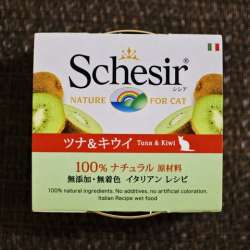 Schesir
シシア
NATURE FOR CAT
ツナ&キウイ Tuna & Kiwi
100% ナチュラル 原材料
無添加・無着色 イタリアン レシピ
100% natural ingredients. No additives, no artificial coloration.
Italian Recipe wet food